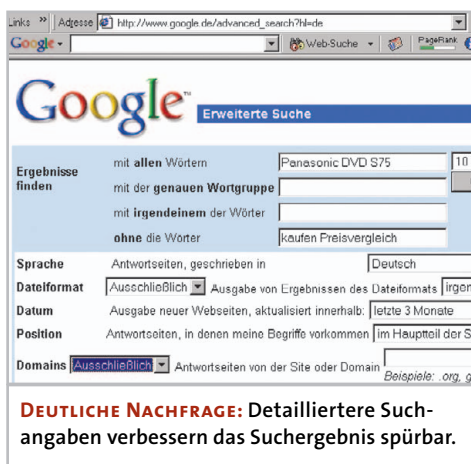 Links » Adresse http://www.google.de/advanced_search?hl=de
Google Web-Suche PageRank
Google™ Erweiterte Suche
Ergebnisse finden
mit allen Wörtern Panasonic DVD S75 10
mit der genauen Wortgruppe
mit irgendeinem der Wörter
ohne die Wörter kaufen Preisvergleich
Sprache Antwortseiten, geschrieben in Deutsch
Dateiformat Ausschließlich Ausgabe von Ergebnissen des Dateiformats
Datum Ausgabe neuer Webseiten, aktualisiert innerhalb: letzte 3 Monate
Position Antwortseiten, in denen meine Begriffe vorkommen im Hauptteil der
Domains Ausschließlich Antwortseiten von der Site oder Domain
Beispiele: .org,
DEUTLICHE NACHFRAGE: Detailliertere Such-
angaben verbessern das Suchergebnis spürbar.